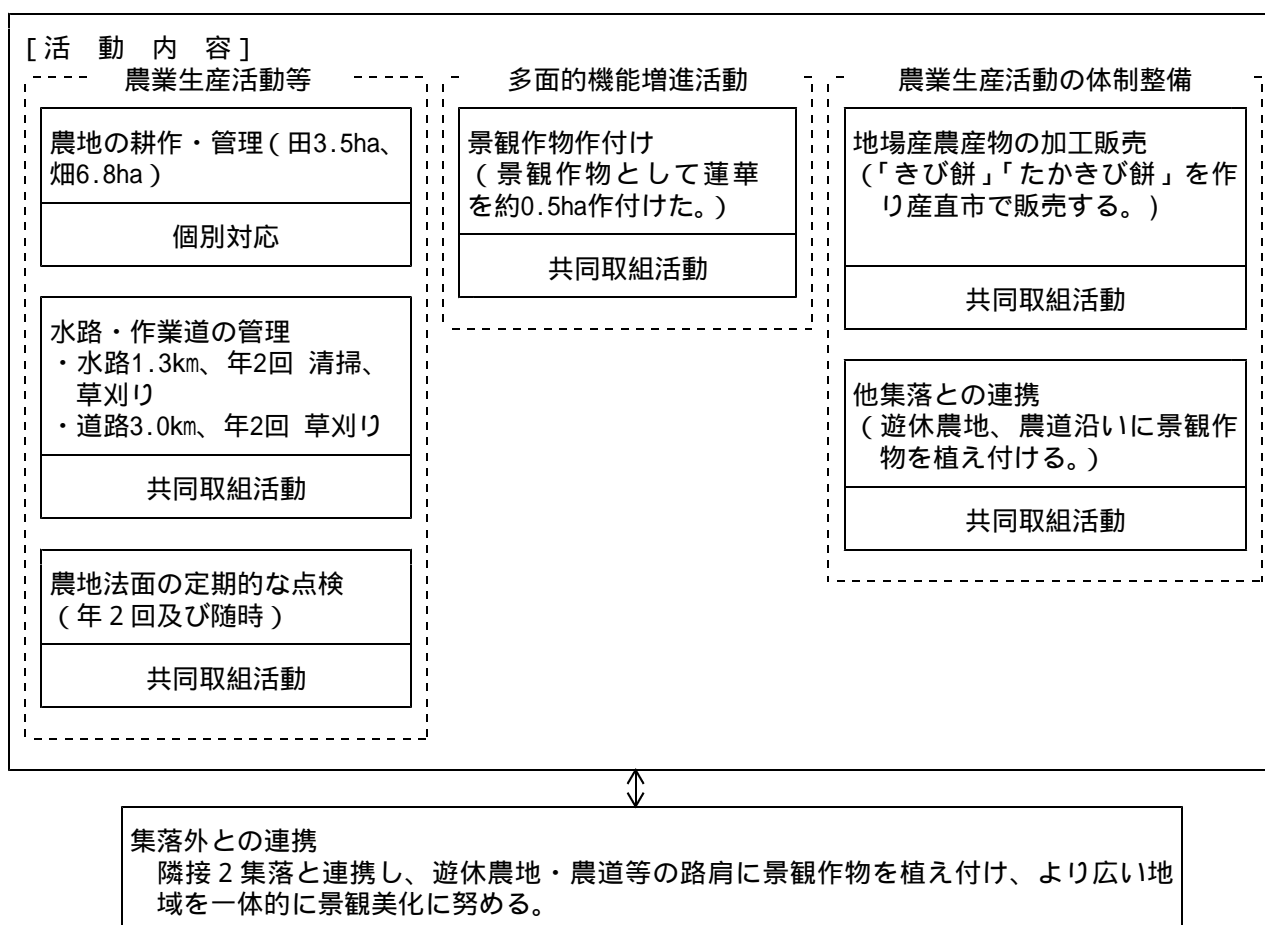 [活　動　内　容]
農業生産活動等
農地の耕作・管理（田3.5ha、
畑6.8ha）
個別対応
水路・作業道の管理
・水路1.3㎞、年2回 清掃、
草刈り
・道路3.0㎞、年2回 草刈り
共同取組活動
農地法面の定期的な点検
（年２回及び随時）
共同取組活動
多面的機能増進活動
景観作物作付け
（景観作物として蓮華
を約0.5ha作付けた。）
共同取組活動
農業生産活動の体制整備
地場産農産物の加工販売
（「きび餅」「たかきび餅」を作
り産直市で販売する。）
共同取組活動
他集落との連携
（遊休農地、農道沿いに景観作
物を植え付ける。）
共同取組活動
集落外との連携
隣接２集落と連携し、遊休農地・農道等の路肩に景観作物を植え付け、より広い地
域を一体的に景観美化に努める。